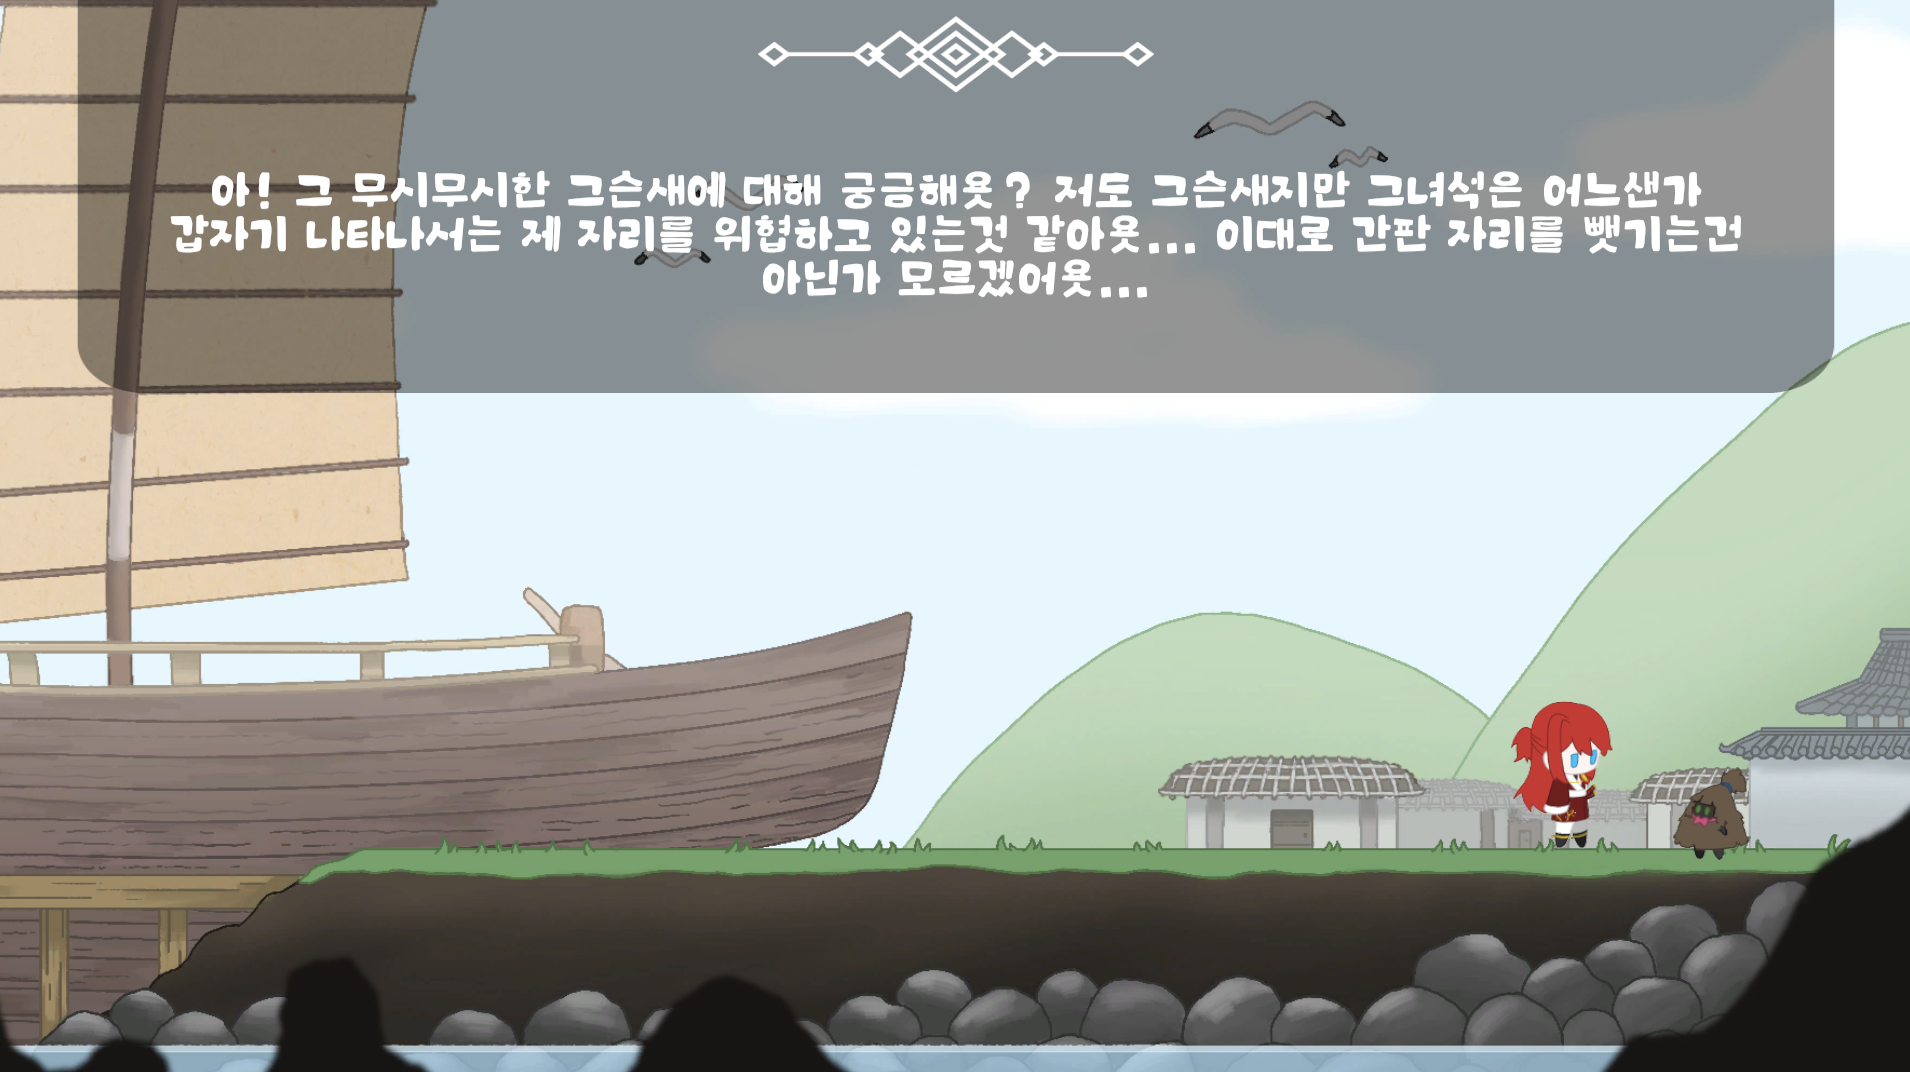 아! 그 무시무시한 그슨새에 대해 궁금해욧? 저도 그슨새지만 그녀석은 어느샌가
갑자기 나타나서는 제 자리를 위협하고 있는것 같아욧... 이대로 간판 자리를 뺏기는건
아닌가 모르겠어욧...